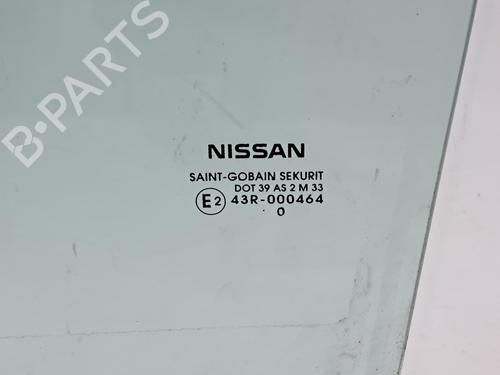 B-PARTS
NISSAN
SAINT-GOBAIN SEKURIT
DOT 39 AS 2 M 33
E2 43R-000464
. 0